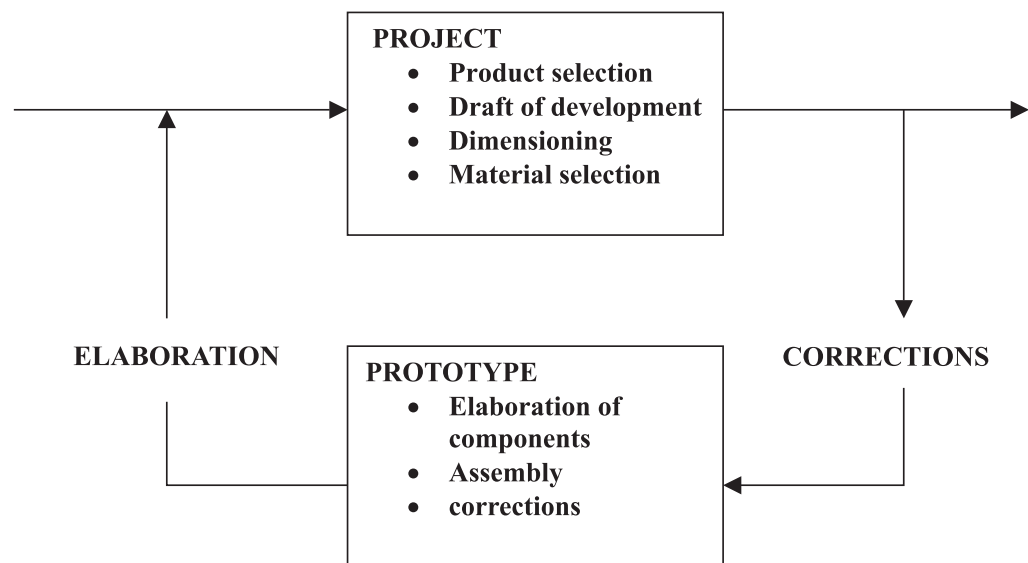 PROJECT
• Product selection
• Draft of development
• Dimensioning
• Material selection
ELABORATION
CORRECTIONS
PROTOTYPE
• Elaboration of
components
• Assembly
• corrections